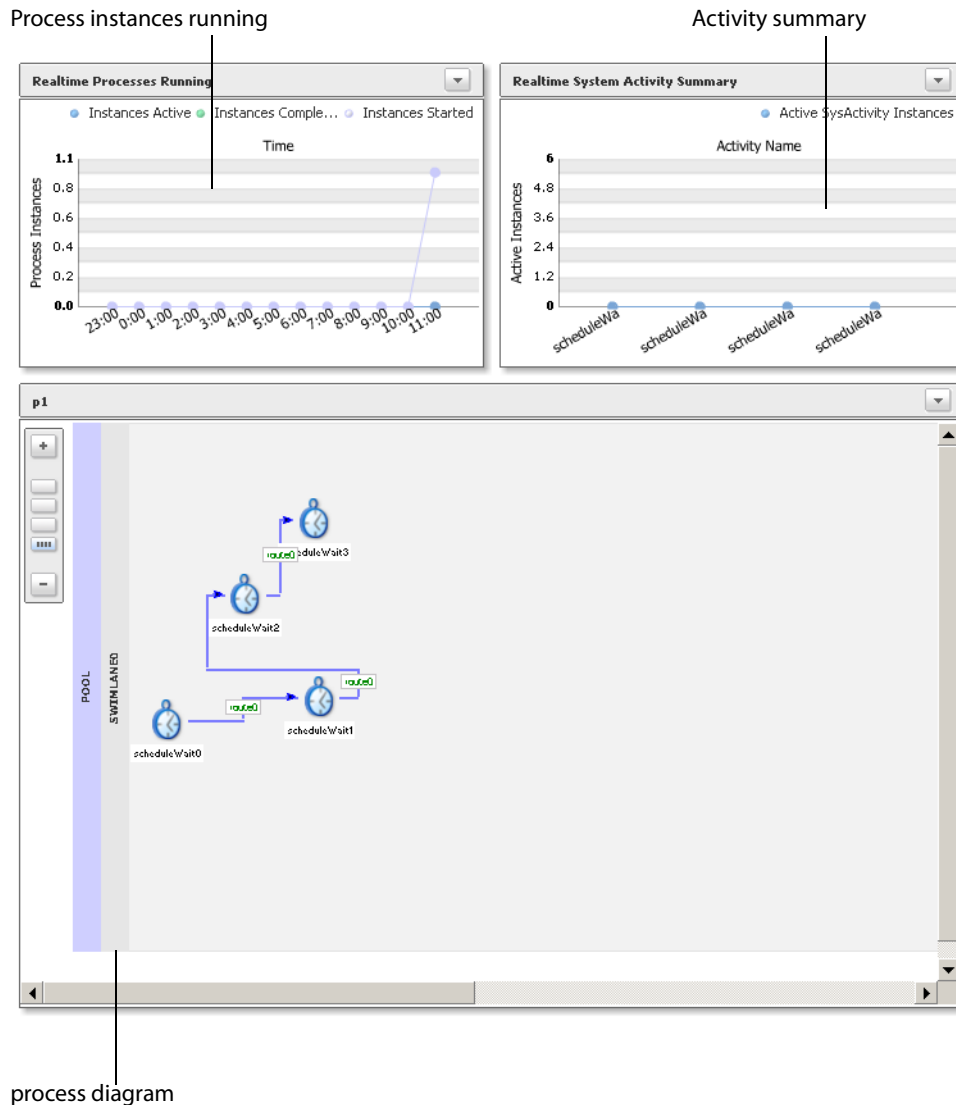 Process instances running
Activity summary
Realtime Processes Running
Instances Active
Instances Comple...
Instances Started
Time
Process Instances
1.1
0.8
0.6
0.4
0.2
0.0
23:00
0:00
1:00
2:00
3:00
4:00
5:00
6:00
7:00
8:00
9:00
10:00
11:00
Realtime System Activity Summary
Active SysActivity Instances
Activity Name
Active Instances
6
4.8
3.6
2.4
1.2
0
scheduleWa
scheduleWa
scheduleWa
scheduleWa
p1
+
-
POOL
SWIMLANED
route0
eduleWait3
scheduleWait2
route0
route0
scheduleWait1
scheduleWait0
process diagram